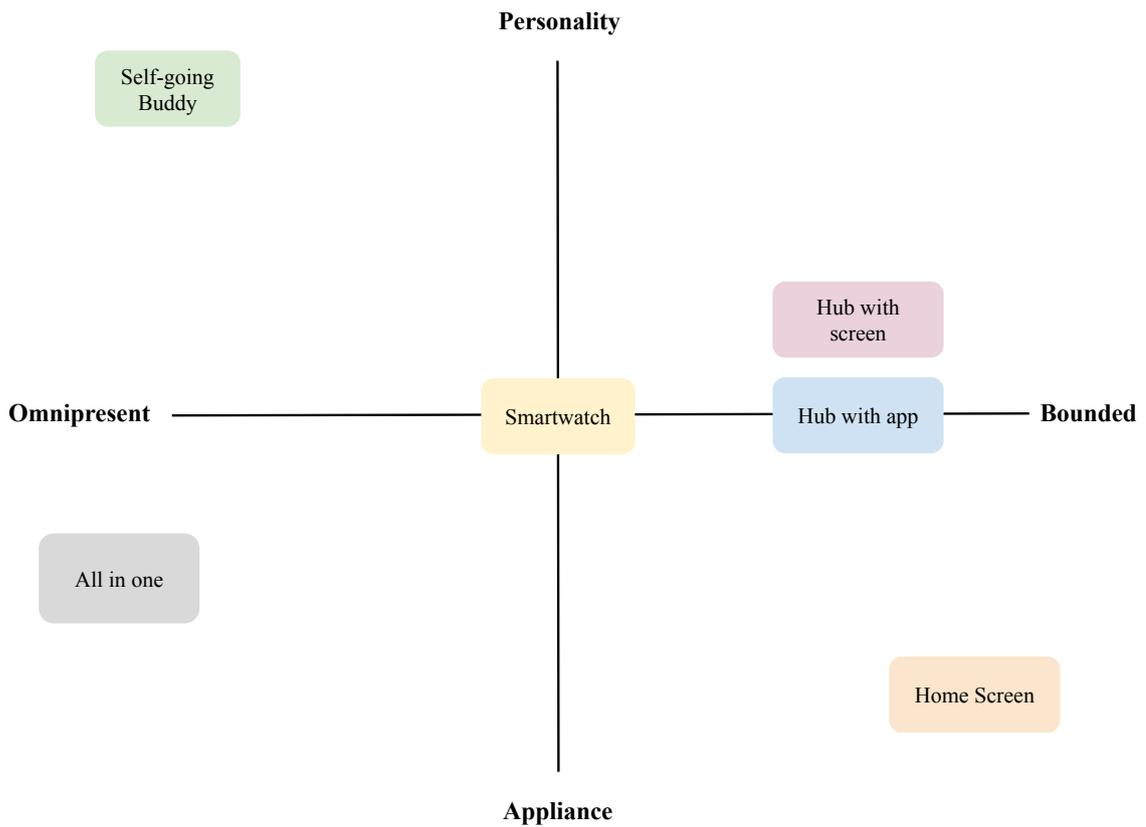 Personality
Self-going
Buddy
Hub with
screen
Omnipresent
Smartwatch
Hub with app
Bounded
All in one
Home Screen
Appliance